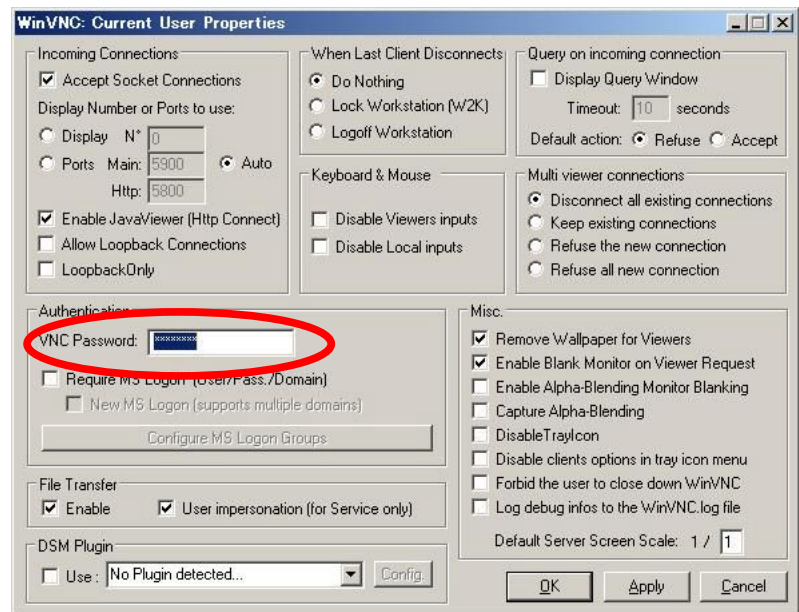 WinVNC: Current User Properties
Incoming Connections
Accept Socket Connections
Display Number or Ports to use:
Display N° 0
Ports Main: 5900 Auto
Http: 5800
Enable JavaViewer (Http Connect)
Allow Loopback Connections
LoopbackOnly
When Last Client Disconnects
Do Nothing
Lock Workstation (W2K)
Logoff Workstation
Keyboard & Mouse
Disable Viewers inputs
Disable Local inputs
Query on incoming connection
Display Query Window
Timeout: 10 seconds
Default action: Refuse Accept
Multi viewer connections
Disconnect all existing connections
Keep existing connections
Refuse the new connection
Refuse all new connection
Authentication
VNC Password: ********
Require MS Logon (User/Pass./Domain)
New MS Logon (supports multiple domains)
Configure MS Logon Groups
File Transfer
Enable User impersonation (for Service only)
DSM Plugin
Use : No Plugin detected... Config.
Misc.
Remove Wallpaper for Viewers
Enable Blank Monitor on Viewer Request
Enable Alpha-Blending Monitor Blanking
Capture Alpha-Blending
DisableTrayIcon
Disable clients options in tray icon menu
Forbid the user to close down WinVNC
Log debug infos to the WinVNC.log file
Default Server Screen Scale: 1 / 1
OK Apply Cancel